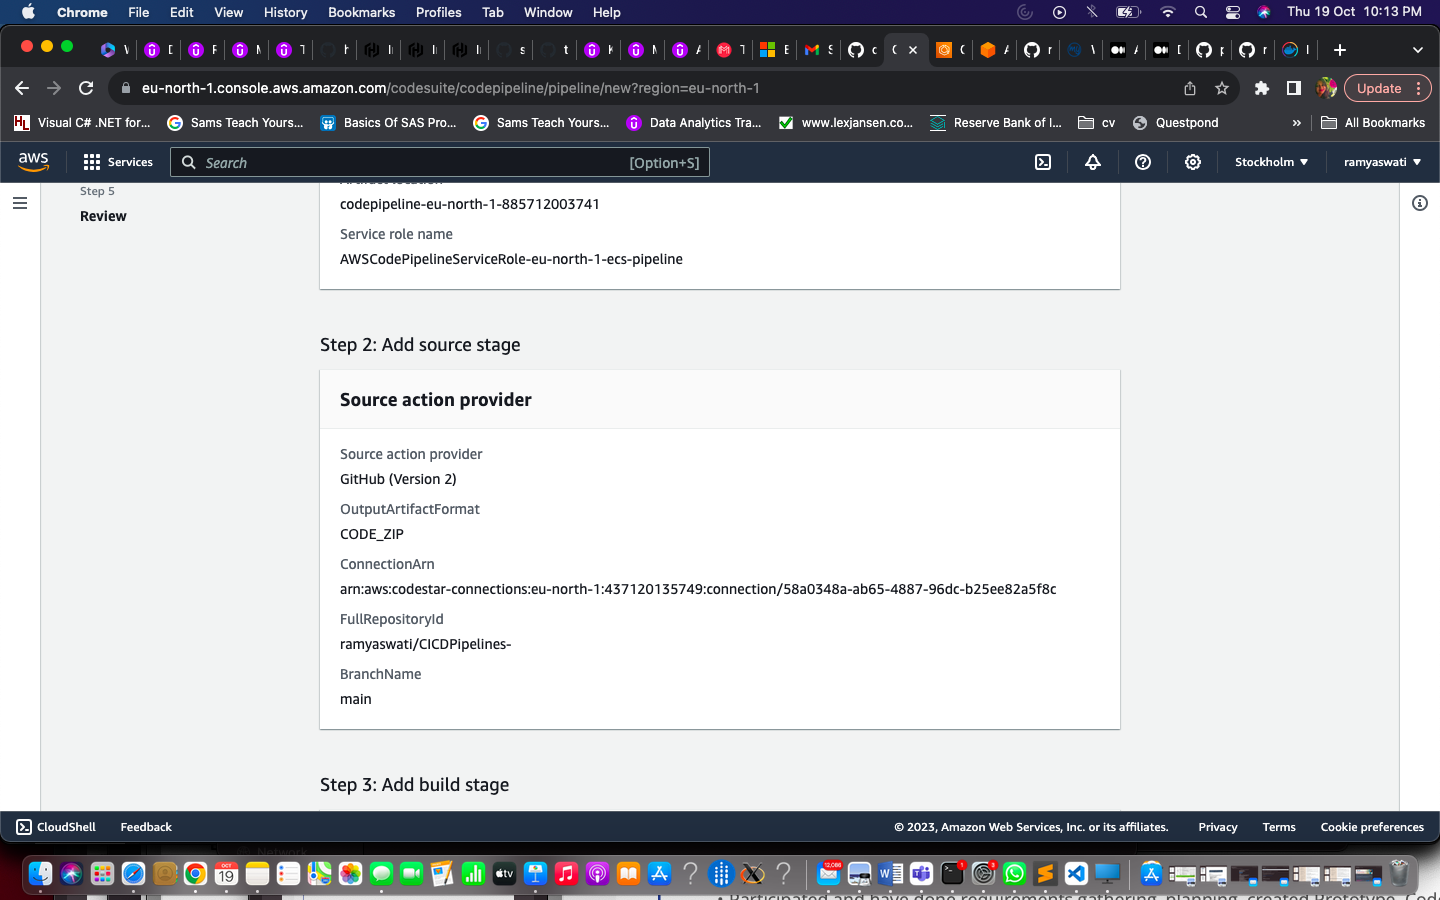 Chrome File Edit View History Bookmarks Profiles Tab Window Help Thu 19 Oct 10:13 PM
eu-north-1.console.aws.amazon.com/codesuite/codepipeline/pipeline/new?region=eu-north-1 Update
Visual C# .NET for... Sams Teach Yours... Basics Of SAS Pro... Sams Teach Yours... Data Analytics Tra... www.lexjansen.co... Reserve Bank of I... cv Questpond » All Bookmarks
aws Services Search [Option+S] Stockholm ramyaswati
Step 5
Review
codepipeline-eu-north-1-885712003741
Service role name
AWSCodePipelineServiceRole-eu-north-1-ecs-pipeline
Step 2: Add source stage
Source action provider
Source action provider
GitHub (Version 2)
OutputArtifactFormat
CODE_ZIP
ConnectionArn
arn:aws:codestar-connections:eu-north-1:437120135749:connection/58a0348a-ab65-4887-96dc-b25ee82a5f8c
FullRepositoryId
ramyaswati/CICDPipelines-
BranchName
main
Step 3: Add build stage
CloudShell Feedback © 2023, Amazon Web Services, Inc. or its affiliates. Privacy Terms Cookie preferences